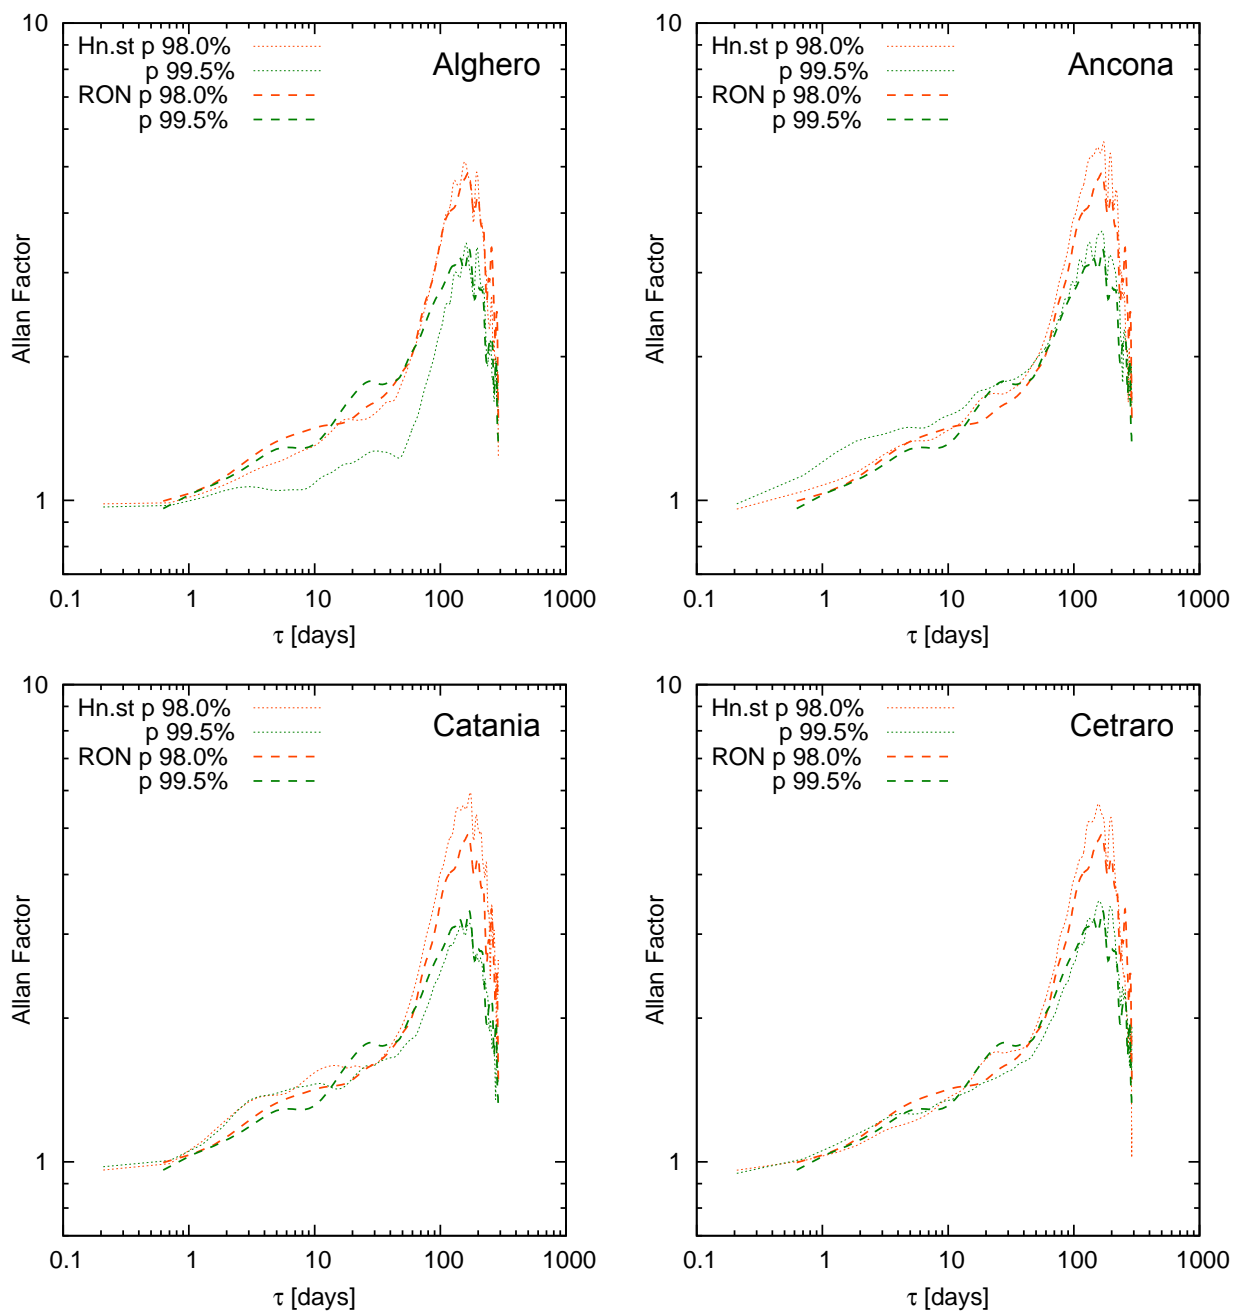 10
Hn.st p 98.0%
p 99.5%
RON p 98.0%
p 99.5%
Alghero
Allan Factor
1
0.1 1 10 100 1000
τ [days]
10
Hn.st p 98.0%
p 99.5%
RON p 98.0%
p 99.5%
Ancona
Allan Factor
1
0.1 1 10 100 1000
τ [days]
10
Hn.st p 98.0%
p 99.5%
RON p 98.0%
p 99.5%
Catania
Allan Factor
1
0.1 1 10 100 1000
τ [days]
10
Hn.st p 98.0%
p 99.5%
RON p 98.0%
p 99.5%
Cetraro
Allan Factor
1
0.1 1 10 100 1000
τ [days]